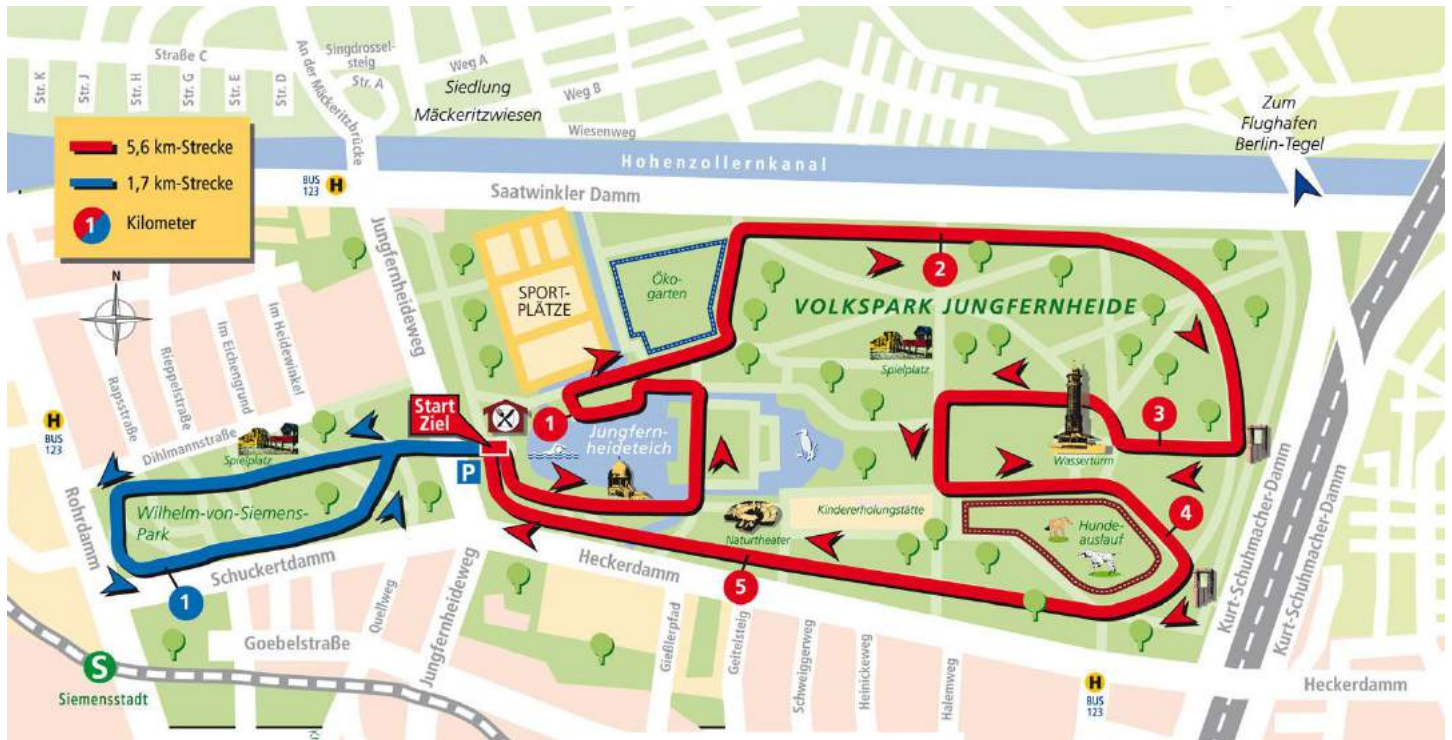 Straße C
Str. K
Str. J
Str. H
Str. G
Str. E
Str. D
An der Mäckeritzbrücke
Singdrossel-
steig
Str. A
Weg A
Siedlung
Mäckeritzwiesen
Weg B
Wiesenweg
Zum
Flughafen
Berlin-Tegel
5,6 km-Strecke
1,7 km-Strecke
1 Kilometer
Hohenzollernkanal
BUS
123
H
Saatwinkler Damm
N
Jungfernheideweg
SPORT-
PLÄTZE
Öko-
garten
2
VOLKSPARK JUNGFERNHEIDE
Spielplatz
Im Heidewinkel
Im Eichengrund
Rieppelstraße
Rapsstraße
Dihlmannstraße
H
BUS
123
Spielplatz
Start
Ziel
P
1
Jungfern-
heideteich
3
Wasserturm
Rohrdamm
Wilhelm-von-Siemens-
Park
Schuckertdamm
1
Naturtheater
Kindererholungstätte
Hunde-
auslauf
4
Kurt-Schuhmacher-Damm
Kurt-Schuhmacher-Damm
Heckerdamm
5
Quellweg
Jungfernheideweg
Goebelstraße
S
Siemensstadt
Gießlerpfad
Geitelsteig
Schweiggerweg
Heinickeweg
Halemweg
H
BUS
123
Heckerdamm